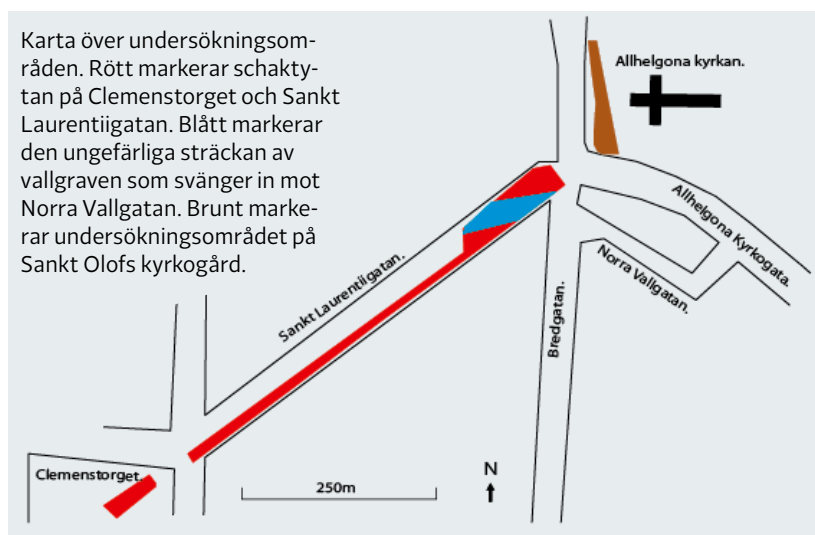 Karta över undersökningsom-
råden. Rött markerar schakty-
tan på Clemenstorget och Sankt
Laurentiigatan. Blått markerar
den ungefärliga sträckan av
vallgraven som svänger in mot
Norra Vallgatan. Brunt marke-
rar undersökningsområdet på
Sankt Olofs kyrkogård.
Allhelgona kyrkan.
Allhelgona Kyrkogata.
Norra Vallgatan.
Sankt Laurentiigatan.
Bredgatan.
Clemenstorget.
250m
N